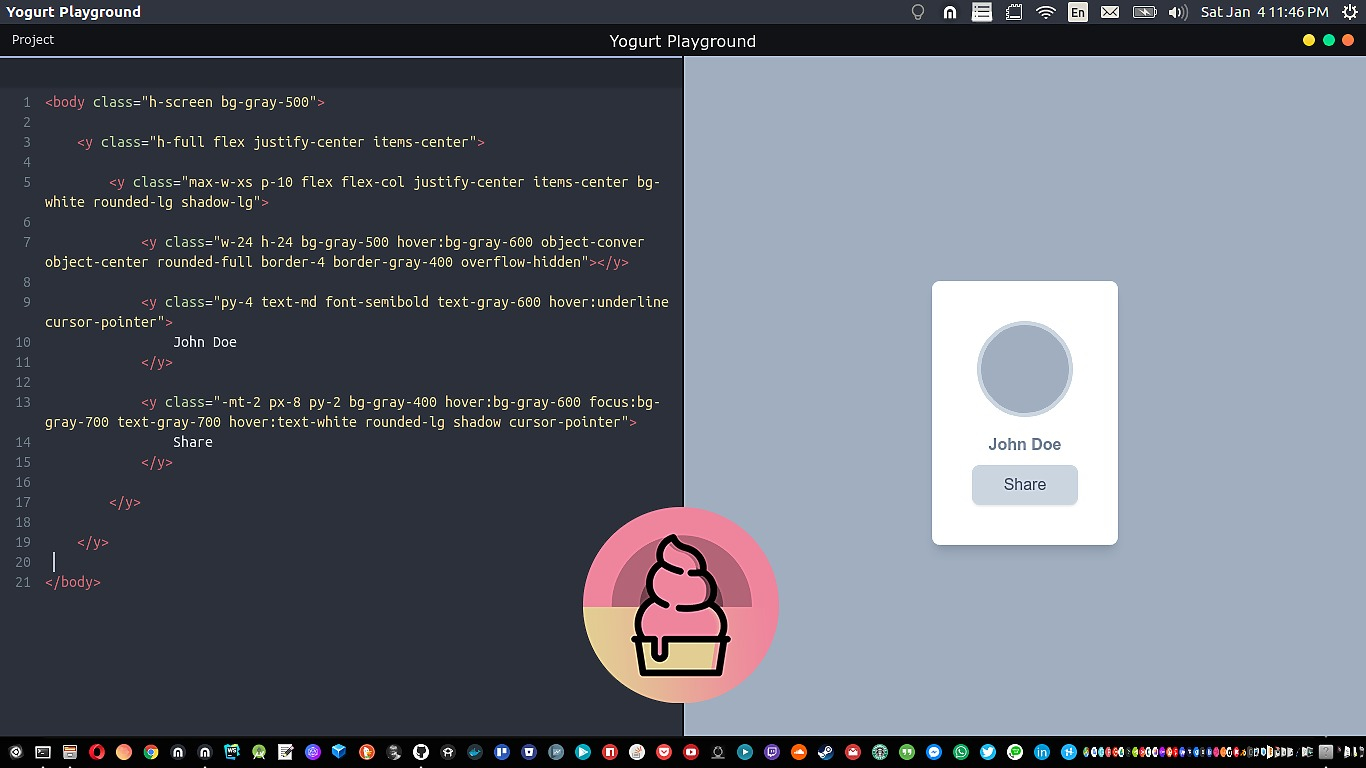 Yogurt Playground
En
Sat Jan 4 11:46 PM
Project
Yogurt Playground
1 <body class="h-screen bg-gray-500">
2
3 <y class="h-full flex justify-center items-center">
4
5 <y class="max-w-xs p-10 flex flex-col justify-center items-center bg-
white rounded-lg shadow-lg">
6
7 <y class="w-24 h-24 bg-gray-500 hover:bg-gray-600 object-conver
object-center rounded-full border-4 border-gray-400 overflow-hidden"></y>
8
9 <y class="py-4 text-md font-semibold text-gray-600 hover:underline
cursor-pointer">
10 John Doe
11 </y>
12
13 <y class="-mt-2 px-8 py-2 bg-gray-400 hover:bg-gray-600 focus:bg-
gray-700 text-gray-700 hover:text-white rounded-lg shadow cursor-pointer">
14 Share
15 </y>
16
17 </y>
18
19 </y>
20
21 </body>
John Doe
Share